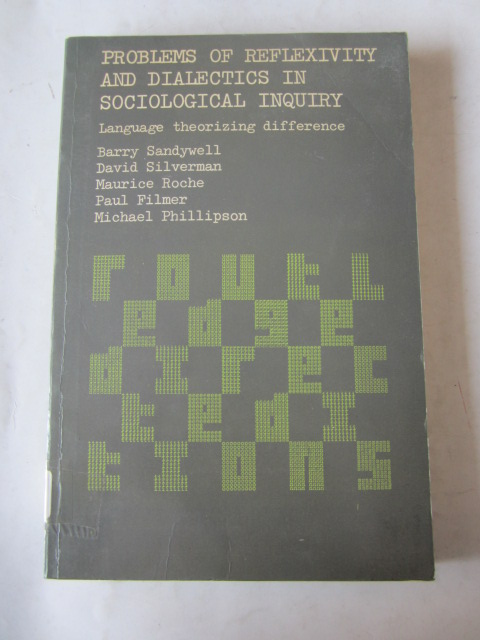 PROBLEMS OF REFLEXIVITY
AND DIALECTICS IN
SOCIOLOGICAL INQUIRY
Language theorizing difference
Barry Sandywell
David Silverman
Maurice Roche
Paul Filmer
Michael Phillipson
routl
edge
direc
tedi
tions